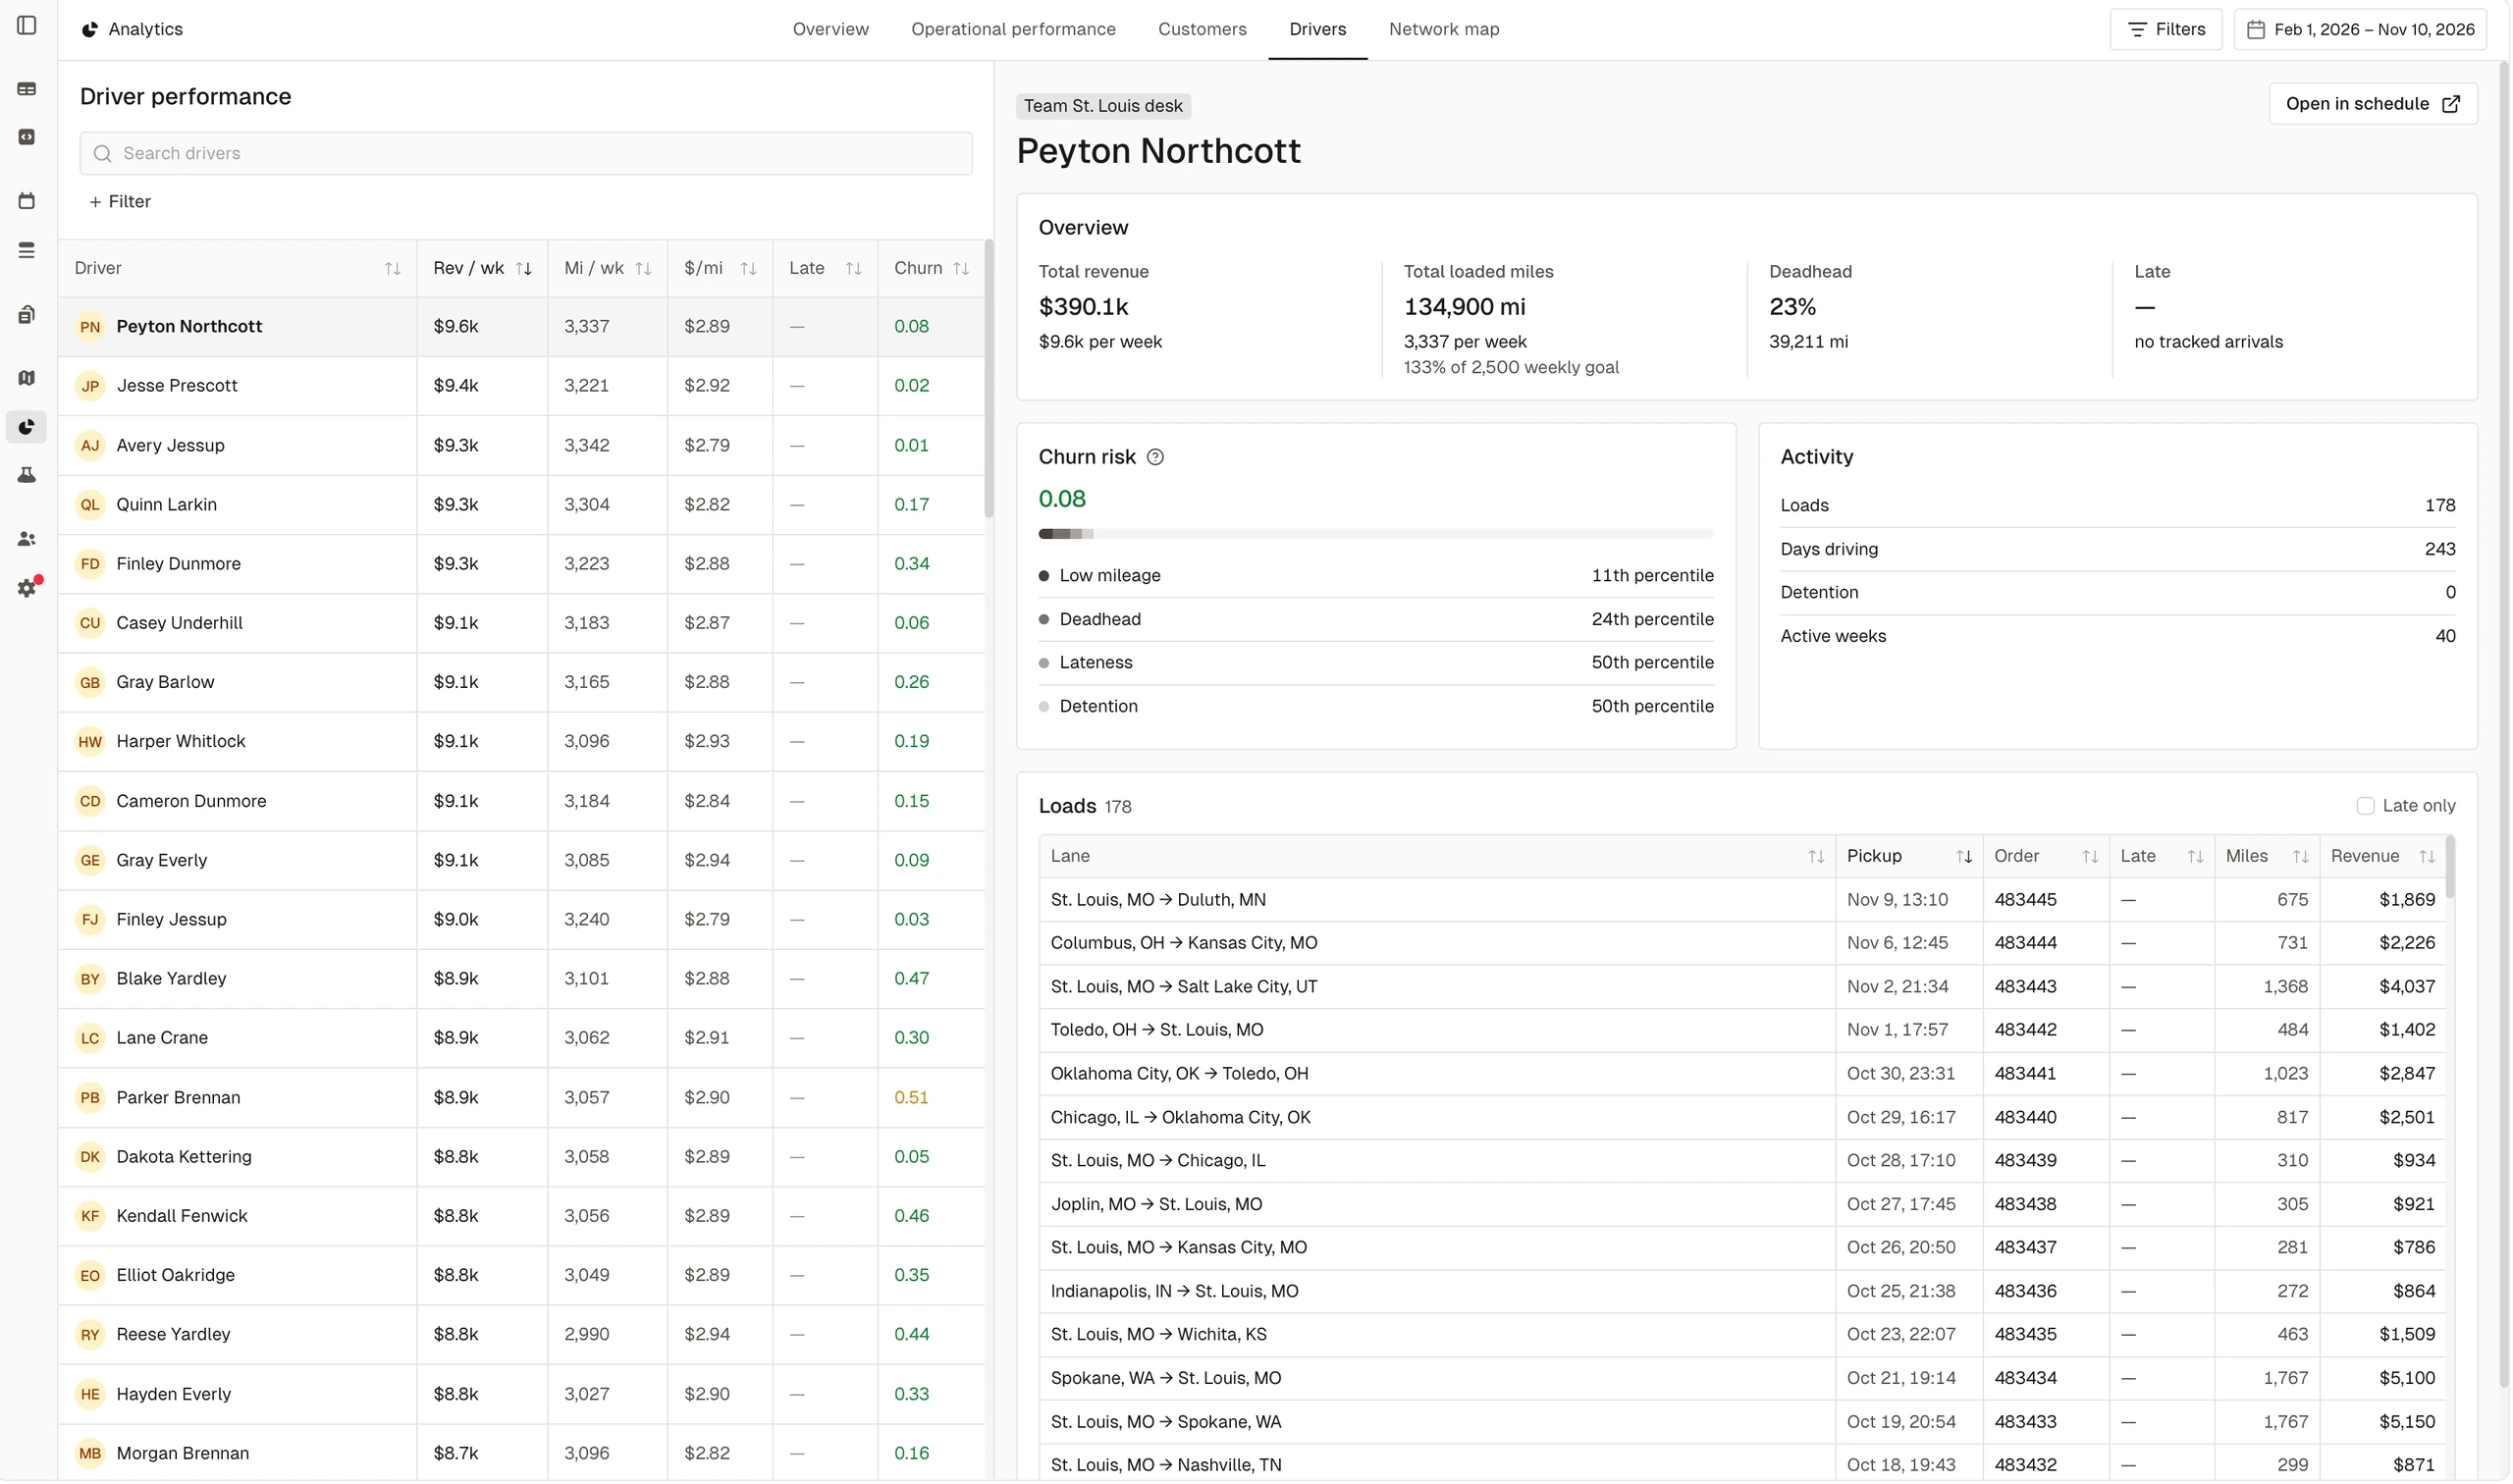 Analytics
Overview
Operational performance
Customers
Drivers
Network map
Filters
Feb 1, 2026 – Nov 10, 2026
Driver performance
Search drivers
+ Filter
Driver Rev / wk Mi / wk $/mi Late Churn
PN Peyton Northcott $9.6k 3,337 $2.89 — 0.08
JP Jesse Prescott $9.4k 3,221 $2.92 — 0.02
AJ Avery Jessup $9.3k 3,342 $2.79 — 0.01
QL Quinn Larkin $9.3k 3,304 $2.82 — 0.17
FD Finley Dunmore $9.3k 3,223 $2.88 — 0.34
CU Casey Underhill $9.1k 3,183 $2.87 — 0.06
GB Gray Barlow $9.1k 3,165 $2.88 — 0.26
HW Harper Whitlock $9.1k 3,096 $2.93 — 0.19
CD Cameron Dunmore $9.1k 3,184 $2.84 — 0.15
GE Gray Everly $9.1k 3,085 $2.94 — 0.09
FJ Finley Jessup $9.0k 3,240 $2.79 — 0.03
BY Blake Yardley $8.9k 3,101 $2.88 — 0.47
LC Lane Crane $8.9k 3,062 $2.91 — 0.30
PB Parker Brennan $8.9k 3,057 $2.90 — 0.51
DK Dakota Kettering $8.8k 3,058 $2.89 — 0.05
KF Kendall Fenwick $8.8k 3,056 $2.89 — 0.46
EO Elliot Oakridge $8.8k 3,049 $2.89 — 0.35
RY Reese Yardley $8.8k 2,990 $2.94 — 0.44
HE Hayden Everly $8.8k 3,027 $2.90 — 0.33
MB Morgan Brennan $8.7k 3,096 $2.82 — 0.16
Team St. Louis desk
Open in schedule
Peyton Northcott
Overview
Total revenue
$390.1k
$9.6k per week
Total loaded miles
134,900 mi
3,337 per week
133% of 2,500 weekly goal
Deadhead
23%
39,211 mi
Late
—
no tracked arrivals
Churn risk
0.08
Low mileage 11th percentile
Deadhead 24th percentile
Lateness 50th percentile
Detention 50th percentile
Activity
Loads 178
Days driving 243
Detention 0
Active weeks 40
Loads 178
Late only
Lane Pickup Order Late Miles Revenue
St. Louis, MO → Duluth, MN Nov 9, 13:10 483445 — 675 $1,869
Columbus, OH → Kansas City, MO Nov 6, 12:45 483444 — 731 $2,226
St. Louis, MO → Salt Lake City, UT Nov 2, 21:34 483443 — 1,368 $4,037
Toledo, OH → St. Louis, MO Nov 1, 17:57 483442 — 484 $1,402
Oklahoma City, OK → Toledo, OH Oct 30, 23:31 483441 — 1,023 $2,847
Chicago, IL → Oklahoma City, OK Oct 29, 16:17 483440 — 817 $2,501
St. Louis, MO → Chicago, IL Oct 28, 17:10 483439 — 310 $934
Joplin, MO → St. Louis, MO Oct 27, 17:45 483438 — 305 $921
St. Louis, MO → Kansas City, MO Oct 26, 20:50 483437 — 281 $786
Indianapolis, IN → St. Louis, MO Oct 25, 21:38 483436 — 272 $864
St. Louis, MO → Wichita, KS Oct 23, 22:07 483435 — 463 $1,509
Spokane, WA → St. Louis, MO Oct 21, 19:14 483434 — 1,767 $5,100
St. Louis, MO → Spokane, WA Oct 19, 20:54 483433 — 1,767 $5,150
St. Louis, MO → Nashville, TN Oct 18, 19:43 483432 — 299 $871